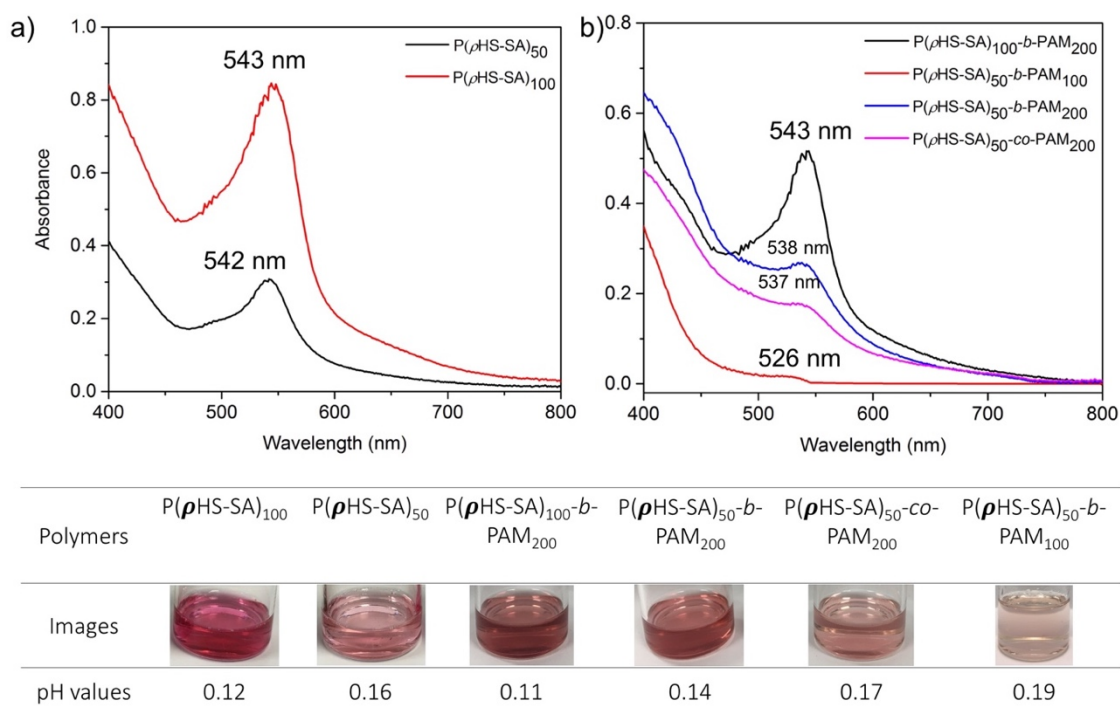 a)
543 nm
542 nm
P(ρHS-SA)50
P(ρHS-SA)100
1.0
0.8
0.6
0.4
0.2
0.0
Absorbance
400
500
600
700
800
Wavelength (nm)
b)
P(ρHS-SA)100-b-PAM200
P(ρHS-SA)50-b-PAM100
P(ρHS-SA)50-b-PAM200
P(ρHS-SA)50-co-PAM200
543 nm
538 nm
537 nm
526 nm
0.8
0.6
0.4
0.2
0.0
400
500
600
700
800
Wavelength (nm)
Polymers
P(ρHS-SA)100
P(ρHS-SA)50
P(ρHS-SA)100-b-
PAM200
P(ρHS-SA)50-b-
PAM200
P(ρHS-SA)50-co-
PAM200
P(ρHS-SA)50-b-
PAM100
Images
pH values
0.12
0.16
0.11
0.14
0.17
0.19